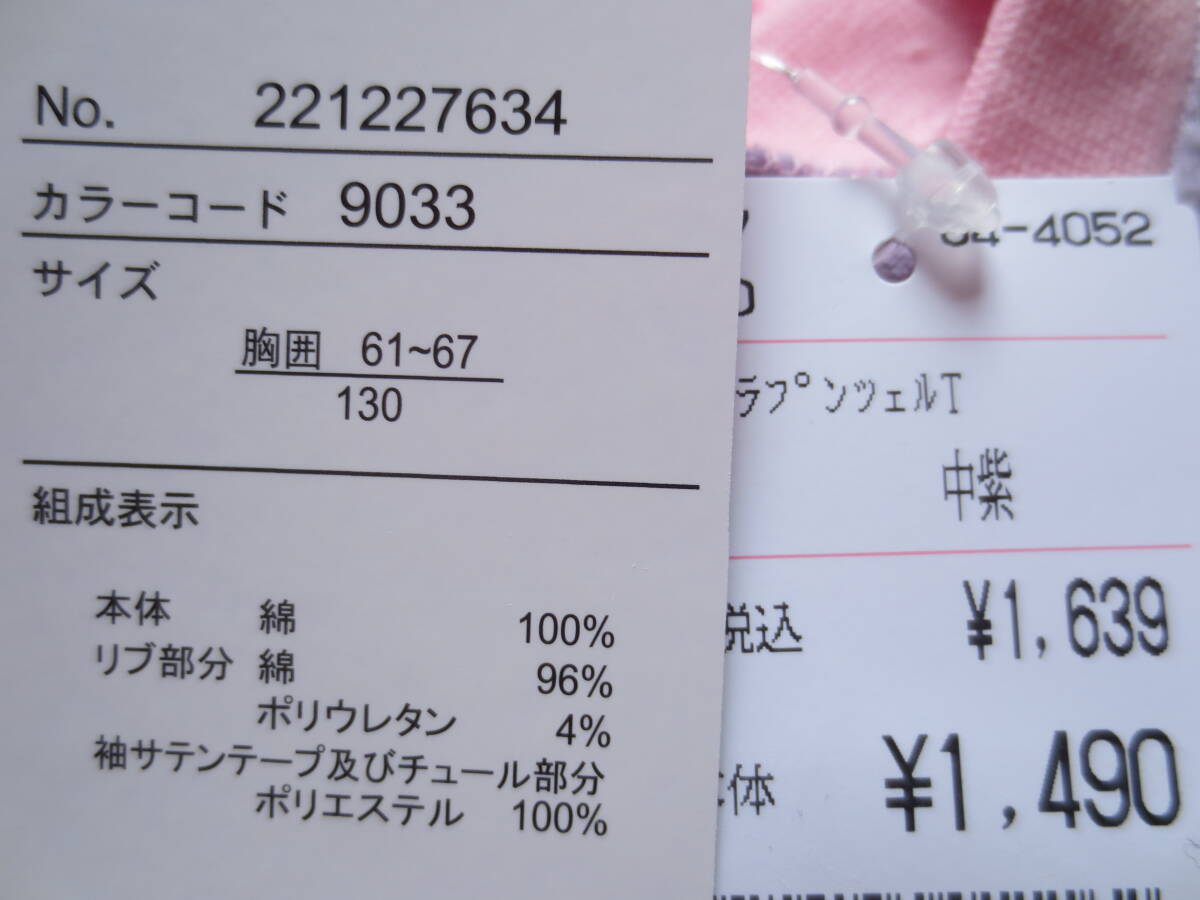 No. 221227634
カラーコード 9033
サイズ
胸囲 61~67
130
組成表示
本体 綿 100%
リブ部分 綿 96%
ポリウレタン 4%
袖サテンテープ及びチュール部分
ポリエステル 100%
-4052
ラプンツェルT
中紫
税込 ¥1,639
本体 ¥1,490